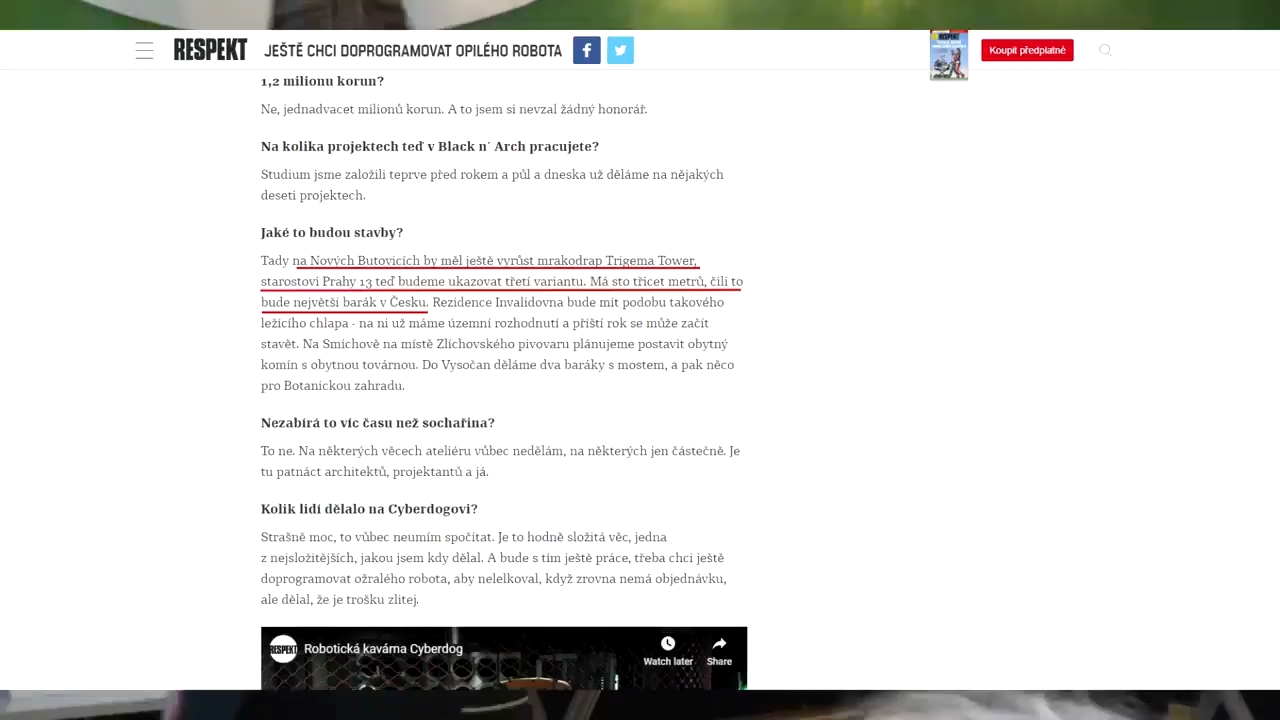 RESPEKT JEŠTĚ CHCI DOPROGRAMOVAT OPILÉHO ROBOTA
RESPEKT
Koupit předplatné
1,2 milionu korun?
Ne, jednadvacet milionů korun. A to jsem si nevzal žádný honorář.
Na kolika projektech teď v Black n´ Arch pracujete?
Studium jsme založili teprve před rokem a půl a dneska už děláme na nějakých
deseti projektech.
Jaké to budou stavby?
Tady na Nových Butovicích by měl ještě vyrůst mrakodrap Trigema Tower,
starostovi Prahy 13 teď budeme ukazovat třetí variantu. Má sto třicet metrů, čili to
bude největší barák v Česku. Rezidence Invalidovna bude mít podobu takového
ležícího chlapa - na ni už máme územní rozhodnutí a příští rok se může začít
stavět. Na Smíchově na místě Zlíchovského pivovaru plánujeme postavit obytný
komín s obytnou továrnou. Do Vysočan děláme dva baráky s mostem, a pak něco
pro Botanickou zahradu.
Nezabírá to víc času než sochařina?
To ne. Na některých věcech ateliéru vůbec nedělám, na některých jen částečně. Je
tu patnáct architektů, projektantů a já.
Kolik lidí dělalo na Cyberdogovi?
Strašně moc, to vůbec neumím spočítat. Je to hodně složitá věc, jedna
z nejsložitějších, jakou jsem kdy dělal. A bude s tím ještě práce, třeba chci ještě
doprogramovat ožralého robota, aby nelelkoval, když zrovna nemá objednávku,
ale dělal, že je trošku zlitej.
RESPEKT Robotická kavárna Cyberdog
Watch later Share